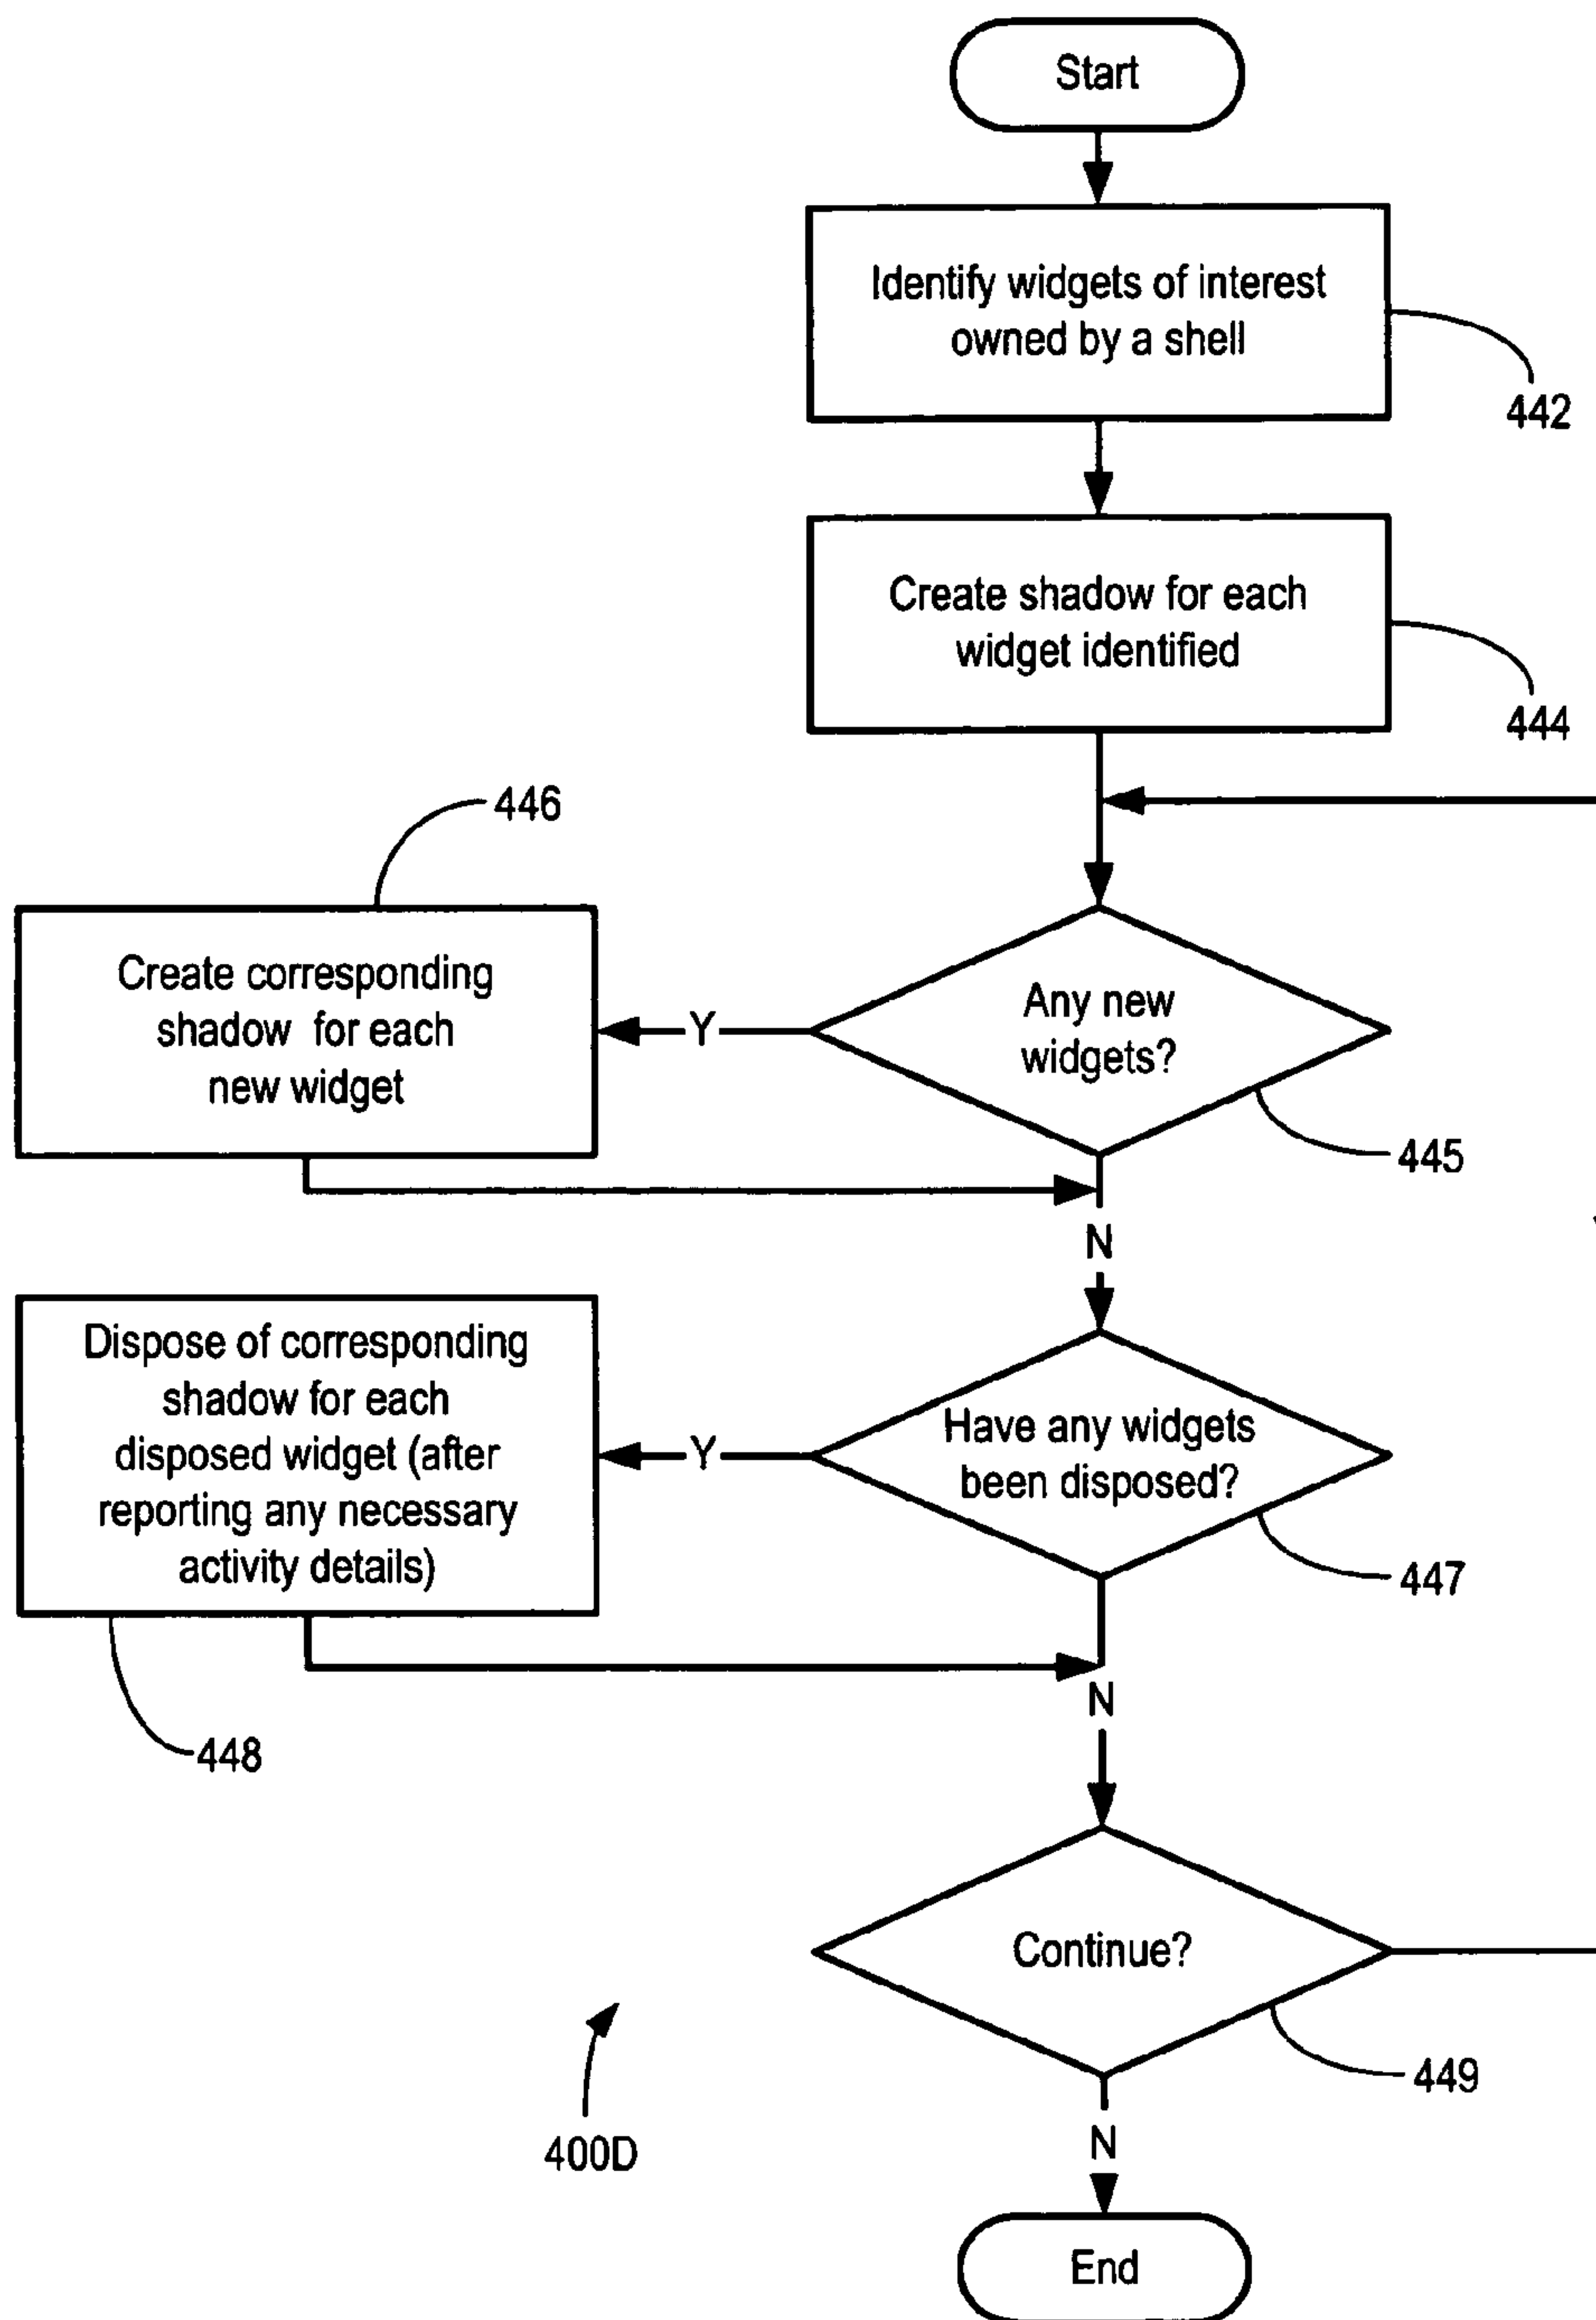 Start
Identify widgets of interest
owned by a shell
442
Create shadow for each
widget identified
444
446
Create corresponding
shadow for each
new widget
Y
Any new
widgets?
445
N
Dispose of corresponding
shadow for each
disposed widget (after
reporting any necessary
activity details)
Y
Have any widgets
been disposed?
447
448
N
Continue?
449
400D
N
End